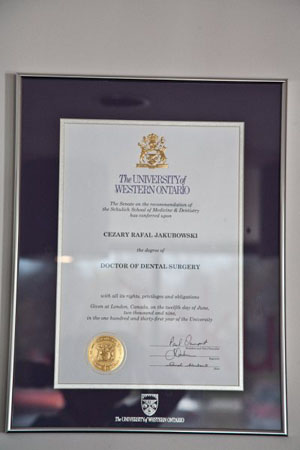 The UNIVERSITY of
WESTERN ONTARIO
The Senate on the recommendation of
the Schulich School of Medicine & Dentistry
has conferred upon
CEZARY RAFAL JAKUBOWSKI
the degree of
DOCTOR OF DENTAL SURGERY
with all its rights, privileges and obligations
Given at London, Canada, on the twelfth day of June,
two thousand and nine,
in the one hundred and thirty-first year of the University
The UNIVERSITY of WESTERN ONTARIO